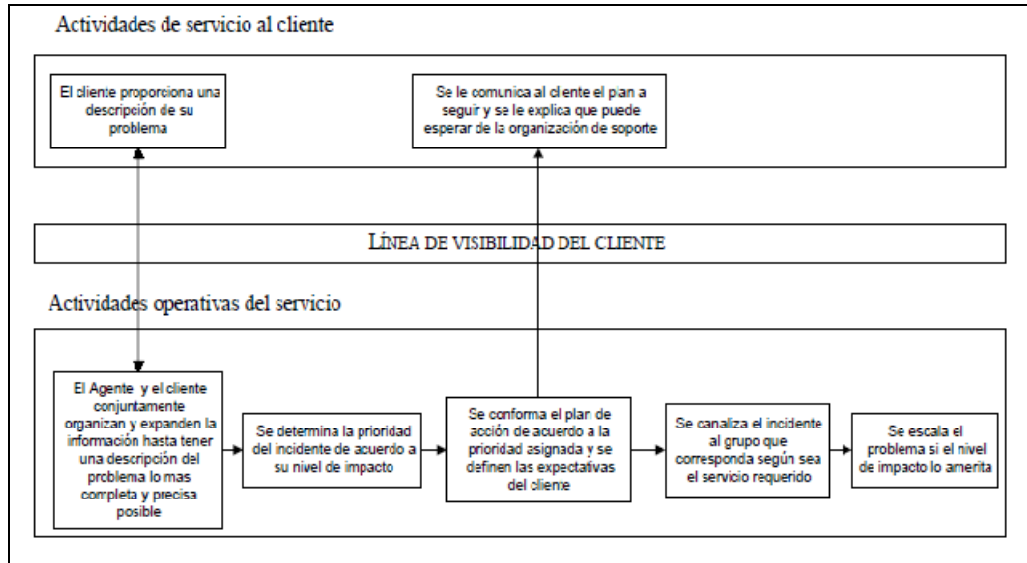 Actividades de servicio al cliente
El cliente proporciona una
descripción de su
problema
Se le comunica al cliente el plan a
seguir y se le explica que puede
esperar de la organización de soporte
LÍNEA DE VISIBILIDAD DEL CLIENTE
Actividades operativas del servicio
El Agente y el cliente
conjuntamente
organizan y expanden la
información hasta tener
una descripción del
problema lo mas
completa y precisa
posible
Se determina la prioridad
del incidente de acuerdo a
su nivel de impacto
Se conforma el plan de
acción de acuerdo a la
prioridad asignada y se
definen las expectativas
del cliente
Se canaliza el incidente
al grupo que
corresponda según sea
el servicio requerido
Se escala el
problema si el nivel
de impacto lo amerita